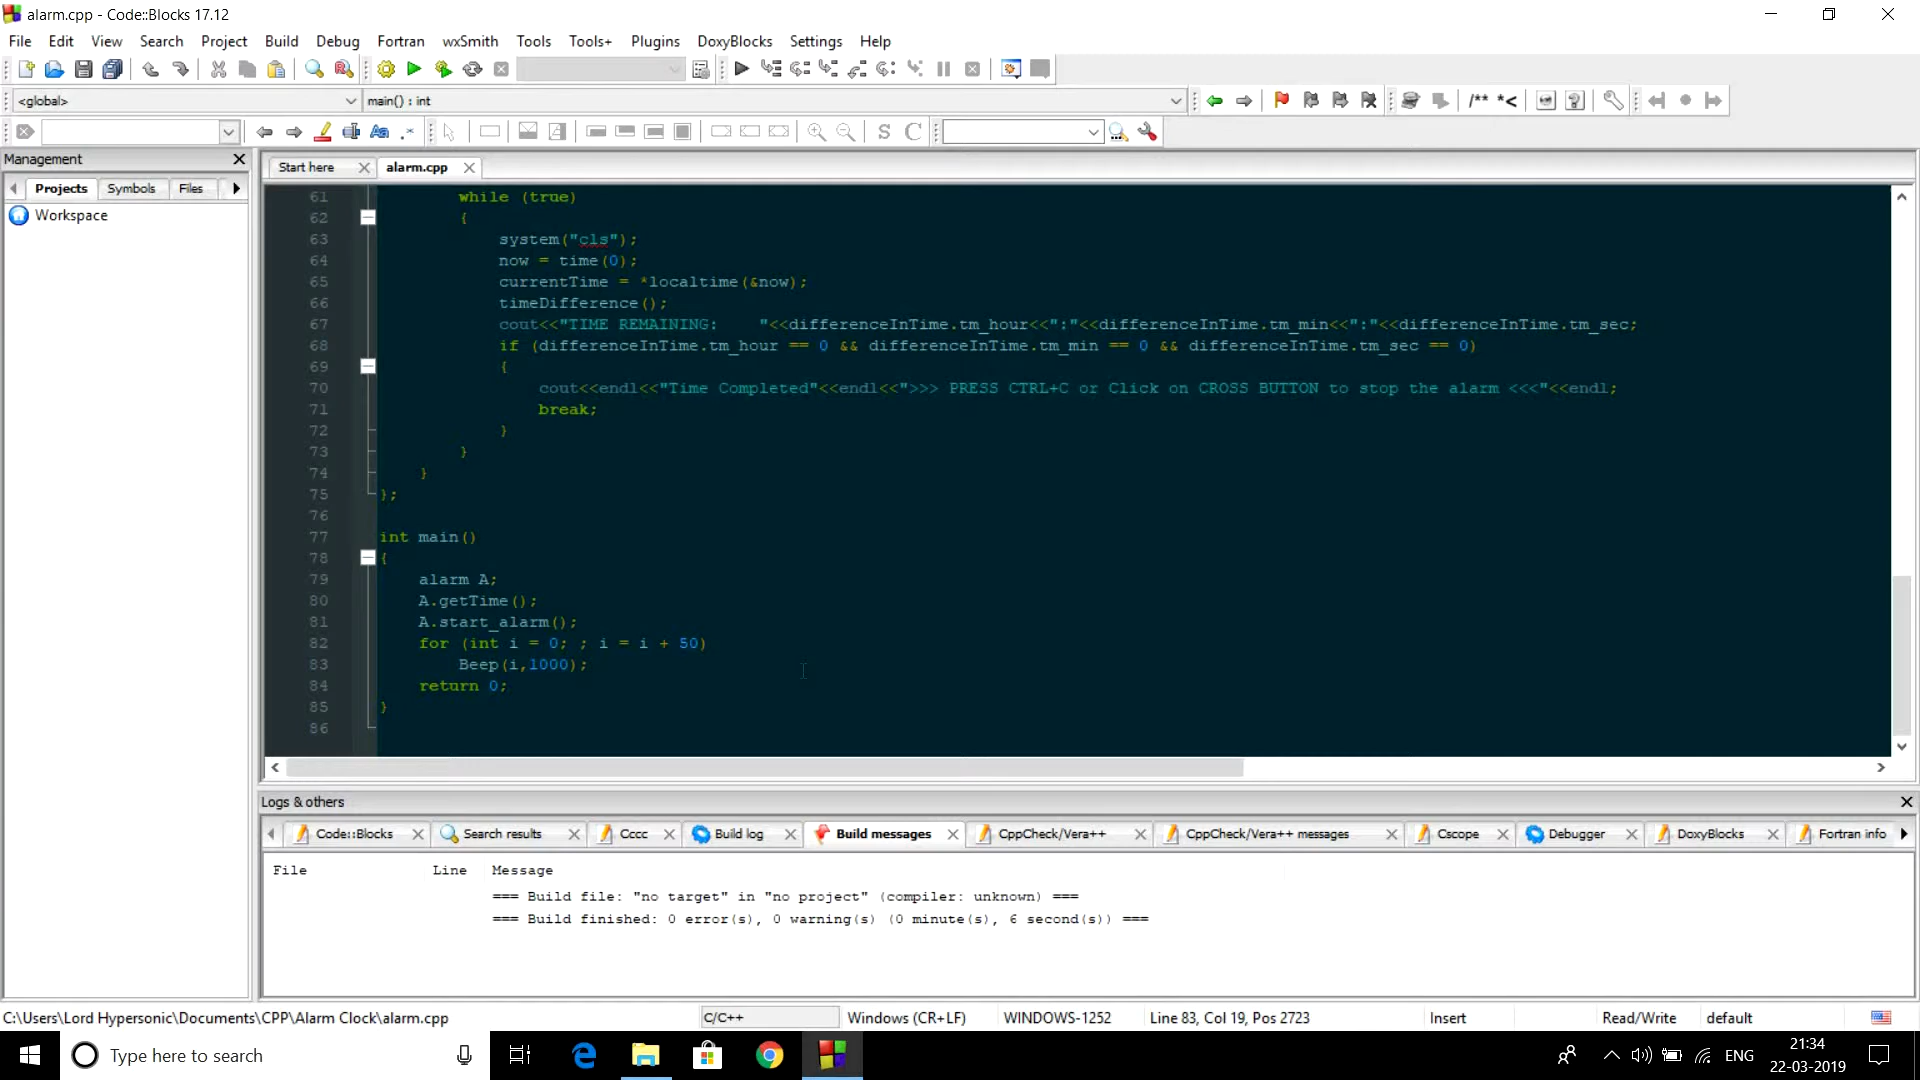 alarm.cpp - Code::Blocks 17.12
File Edit View Search Project Build Debug Fortran wxSmith Tools Tools+ Plugins DoxyBlocks Settings Help
<global> main() : int
/** *<
Aa .* S C
Management
Projects Symbols Files
Workspace
Start here alarm.cpp
61 while (true)
62 {
63 system("cls");
64 now = time(0);
65 currentTime = *localtime(&now);
66 timeDifference();
67 cout<<"TIME REMAINING:    "<<differenceInTime.tm_hour<<":"<<differenceInTime.tm_min<<":"<<differenceInTime.tm_sec;
68 if (differenceInTime.tm_hour == 0 && differenceInTime.tm_min == 0 && differenceInTime.tm_sec == 0)
69 {
70 cout<<endl<<"Time Completed"<<endl<<">>> PRESS CTRL+C or Click on CROSS BUTTON to stop the alarm <<<"<<endl;
71 break;
72 }
73 }
74 }
75 };
76
77 int main()
78 {
79 alarm A;
80 A.getTime();
81 A.start_alarm();
82 for (int i = 0; ; i = i + 50)
83 Beep(i,1000);
84 return 0;
85 }
86
Logs & others
Code::Blocks Search results Cccc Build log Build messages CppCheck/Vera++ CppCheck/Vera++ messages Cscope Debugger DoxyBlocks Fortran info
File Line Message
=== Build file: "no target" in "no project" (compiler: unknown) ===
=== Build finished: 0 error(s), 0 warning(s) (0 minute(s), 6 second(s)) ===
C:\Users\Lord Hypersonic\Documents\CPP\Alarm Clock\alarm.cpp C/C++ Windows (CR+LF) WINDOWS-1252 Line 83, Col 19, Pos 2723 Insert Read/Write default
Type here to search ENG 21:34
22-03-2019